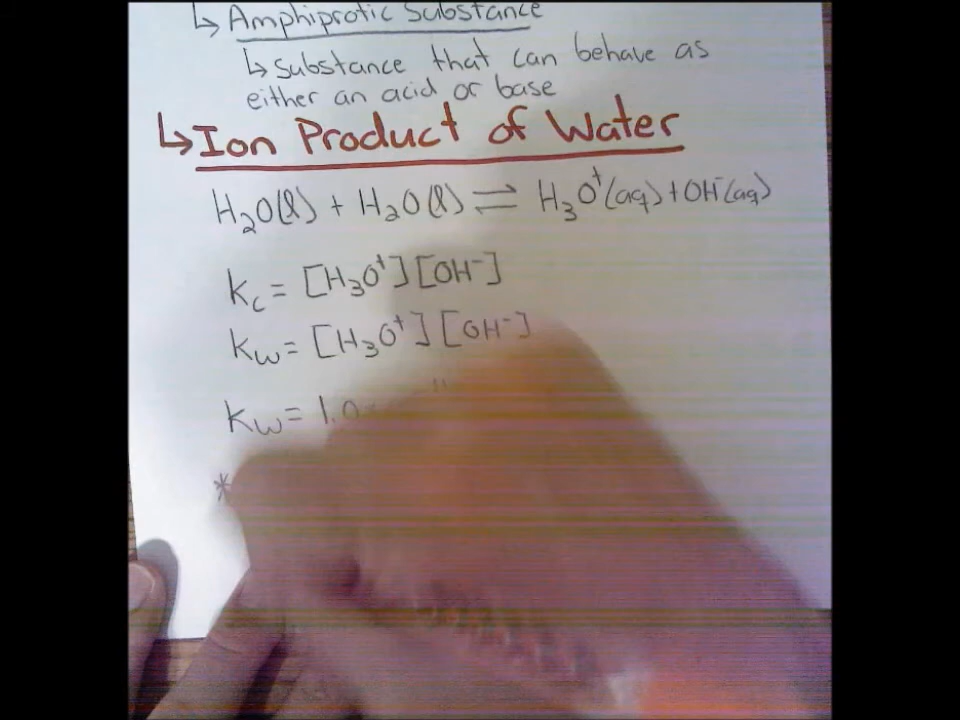 ↳ Amphiprotic Substance
↳ Substance that can behave as
either an acid or base
↳ Ion Product of Water
H₂O(l) + H₂O(l) ⇌ H₃O⁺(aq) + OH⁻(aq)
Kc = [H₃O⁺][OH⁻]
Kw = [H₃O⁺][OH⁻]
Kw = 1.0
*